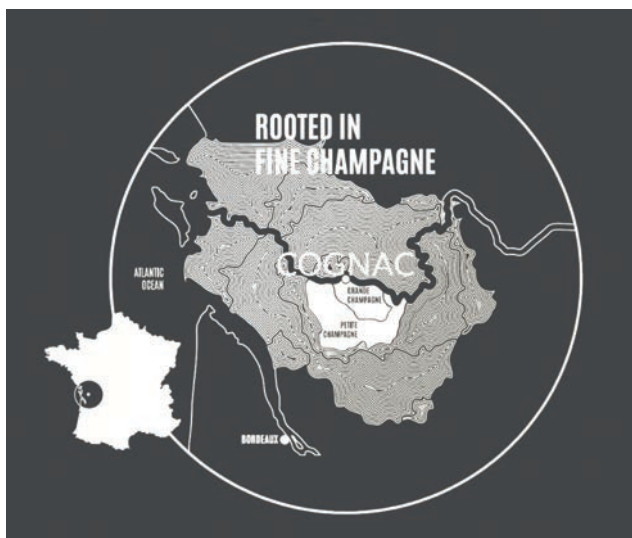 ROOTED IN
FINE CHAMPAGNE
COGNAC
GRANDE
CHAMPAGNE
ATLANTIC
OCEAN
PETITE
CHAMPAGNE
BORDEAUX